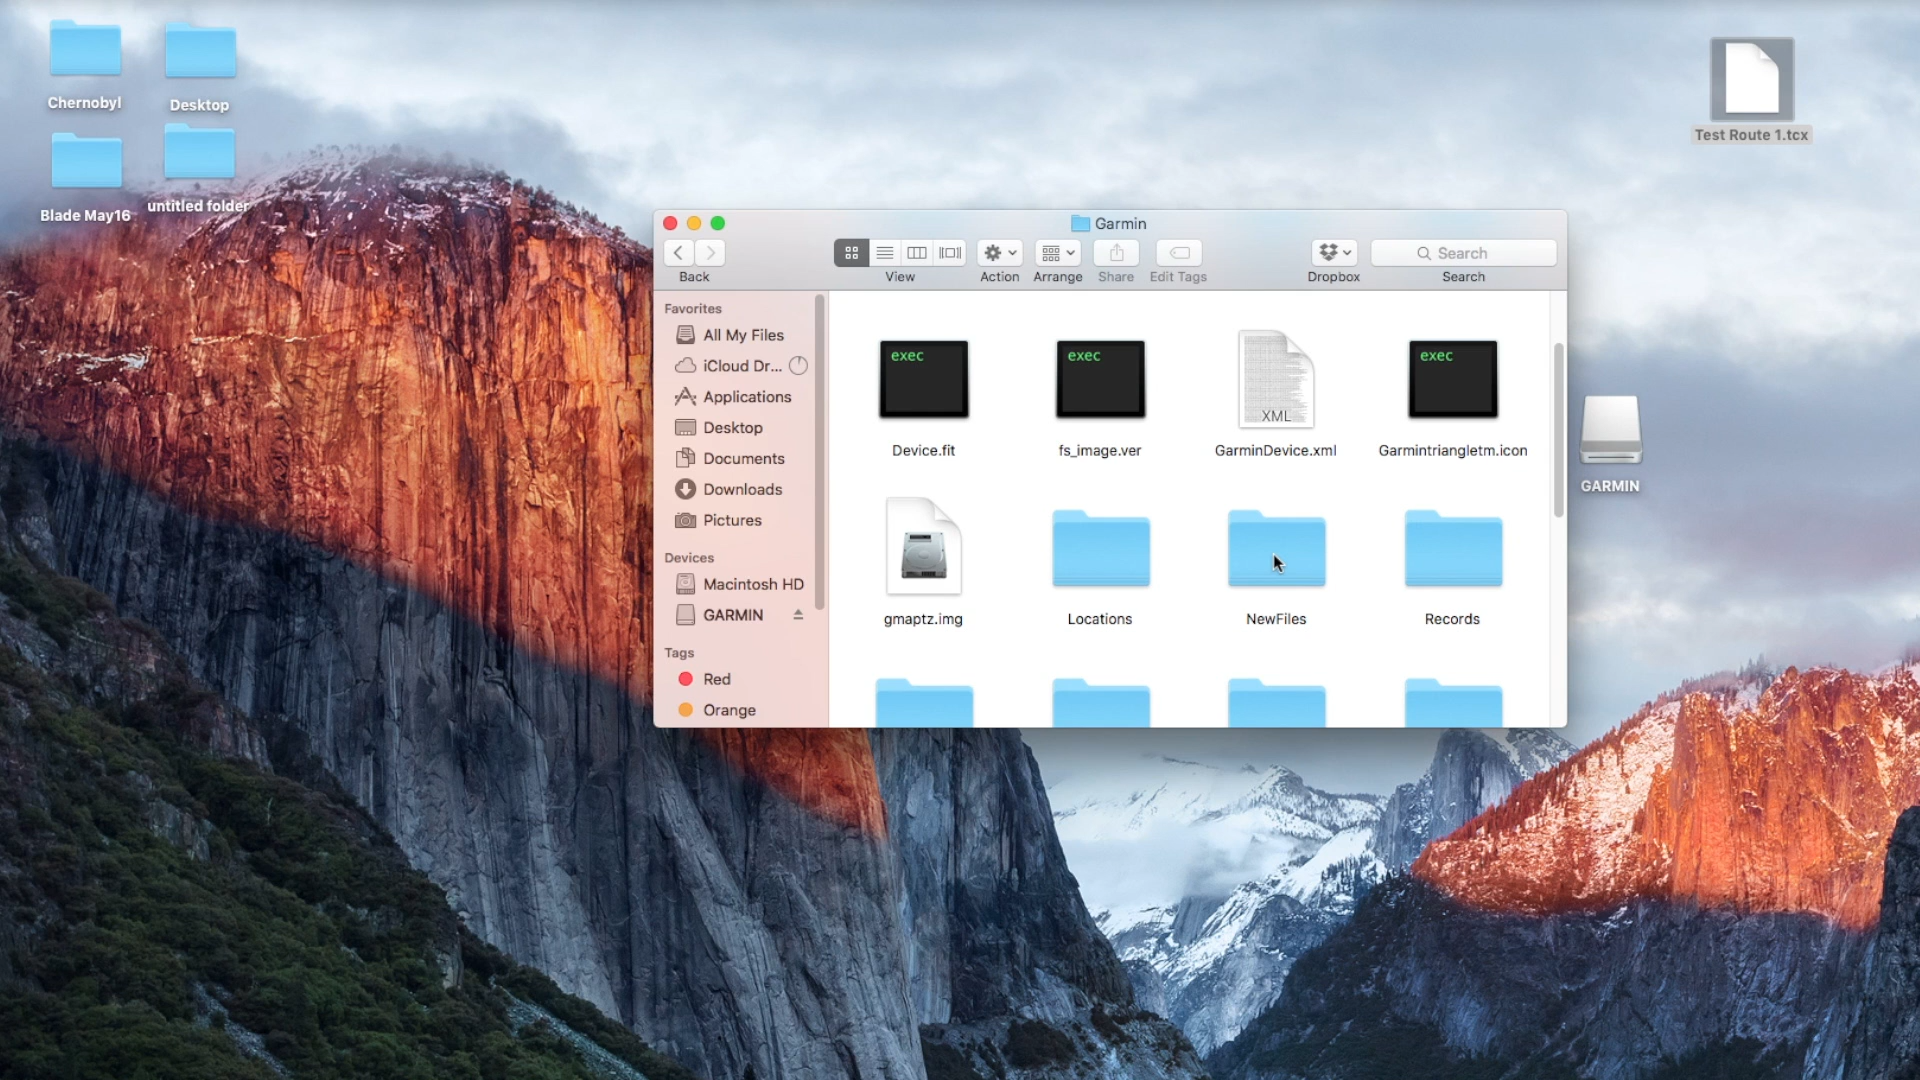 Chernobyl
Desktop
Blade May16
untitled folder
Test Route 1.tcx
Garmin
Back
View
Action
Arrange
Share
Edit Tags
Dropbox
Search
Search
Favorites
All My Files
iCloud Dr...
Applications
Desktop
Documents
Downloads
Pictures
Devices
Macintosh HD
GARMIN
Tags
Red
Orange
exec
exec
XML
exec
Device.fit
fs_image.ver
GarminDevice.xml
Garmintriangletm.icon
gmaptz.img
Locations
NewFiles
Records
GARMIN